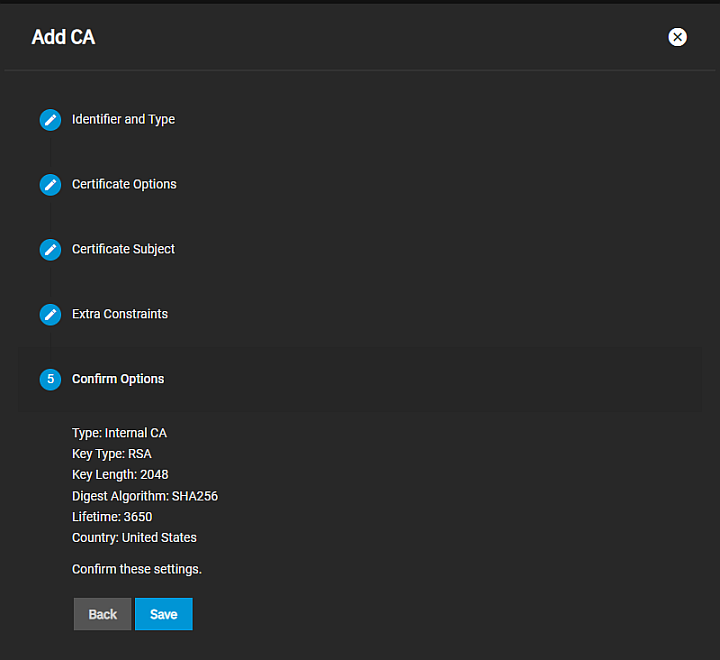 Add CA
Identifier and Type
Certificate Options
Certificate Subject
Extra Constraints
5 Confirm Options
Type: Internal CA
Key Type: RSA
Key Length: 2048
Digest Algorithm: SHA256
Lifetime: 3650
Country: United States
Confirm these settings.
Back Save